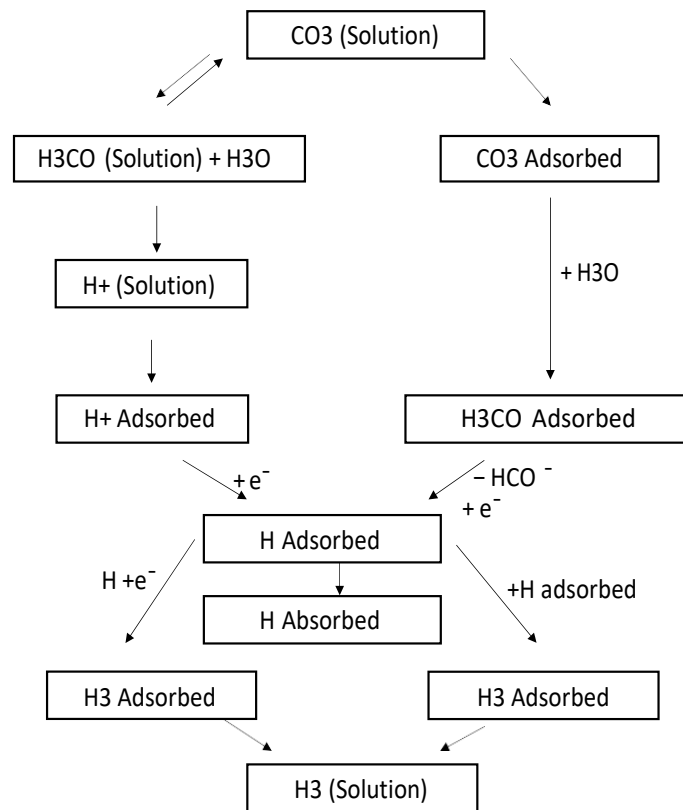 CO3 (Solution)
H3CO (Solution) + H3O
CO3 Adsorbed
H+ (Solution)
+ H3O
H+ Adsorbed
H3CO Adsorbed
+ e⁻
− HCO ⁻
+ e⁻
H Adsorbed
H +e⁻
+H adsorbed
H Absorbed
H3 Adsorbed
H3 Adsorbed
H3 (Solution)